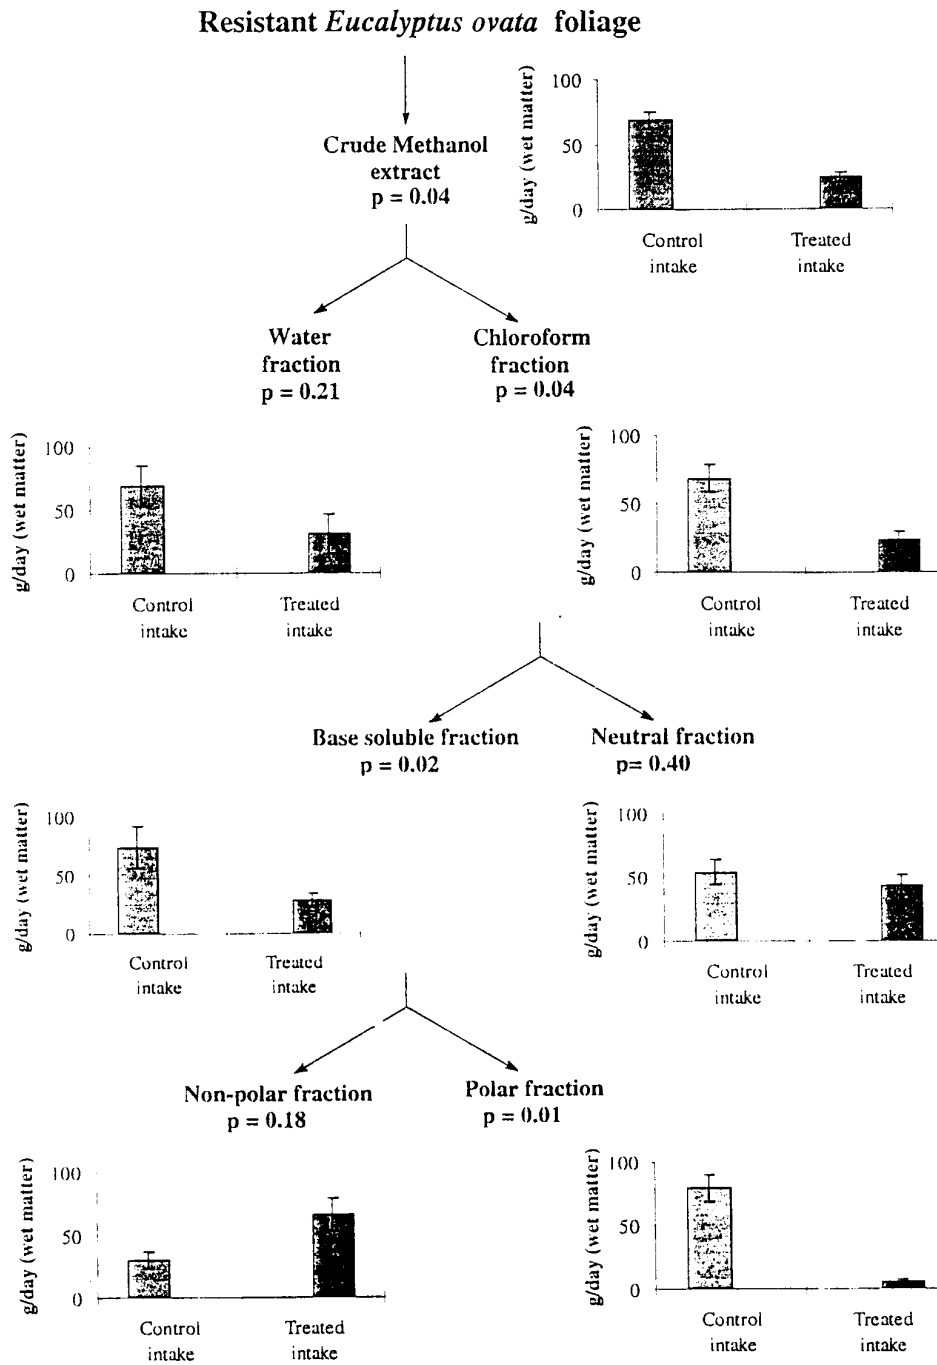 Resistant Eucalyptus ovata foliage
Crude Methanol
extract
p = 0.04
g/day (wet matter)
100
50
0
Control
intake
Treated
intake
Water
fraction
p = 0.21
Chloroform
fraction
p = 0.04
g/day (wet matter)
100
50
0
Control
intake
Treated
intake
g/day (wet matter)
100
50
0
Control
intake
Treated
intake
Base soluble fraction
p = 0.02
Neutral fraction
p= 0.40
g/day (wet matter)
100
50
0
Control
intake
Treated
intake
g/day (wet matter)
100
50
0
Control
intake
Treated
intake
Non-polar fraction
p = 0.18
Polar fraction
p = 0.01
g/day (wet matter)
100
50
0
Control
intake
Treated
intake
g/day (wet matter)
100
50
0
Control
intake
Treated
intake